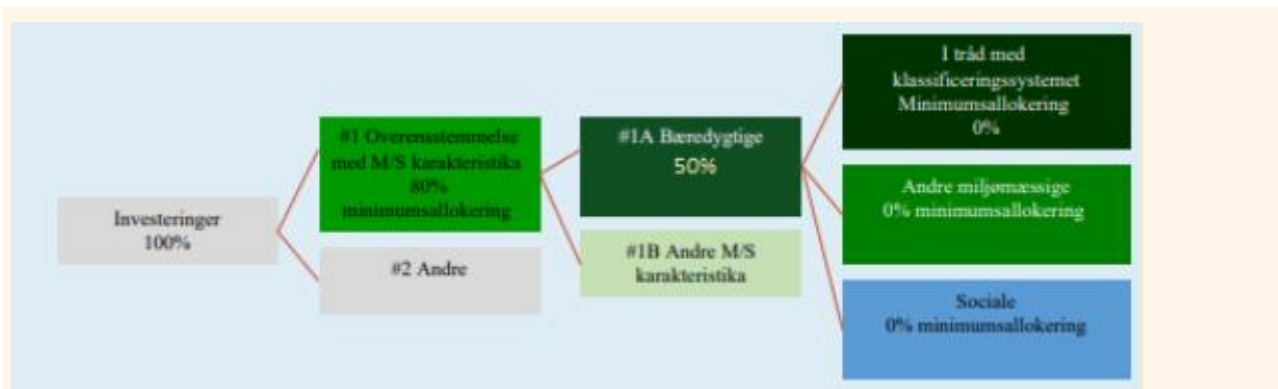 Investeringer
100%
#1 Overensstemmelse
med M/S karakteristika
80%
minimumsallokering
#2 Andre
#1A Bæredygtige
50%
#1B Andre M/S
karakteristika
I tråd med
klassificeringssystemet
Minimumsallokering
0%
Andre miljømæssige
0% minimumsallokering
Sociale
0% minimumsallokering